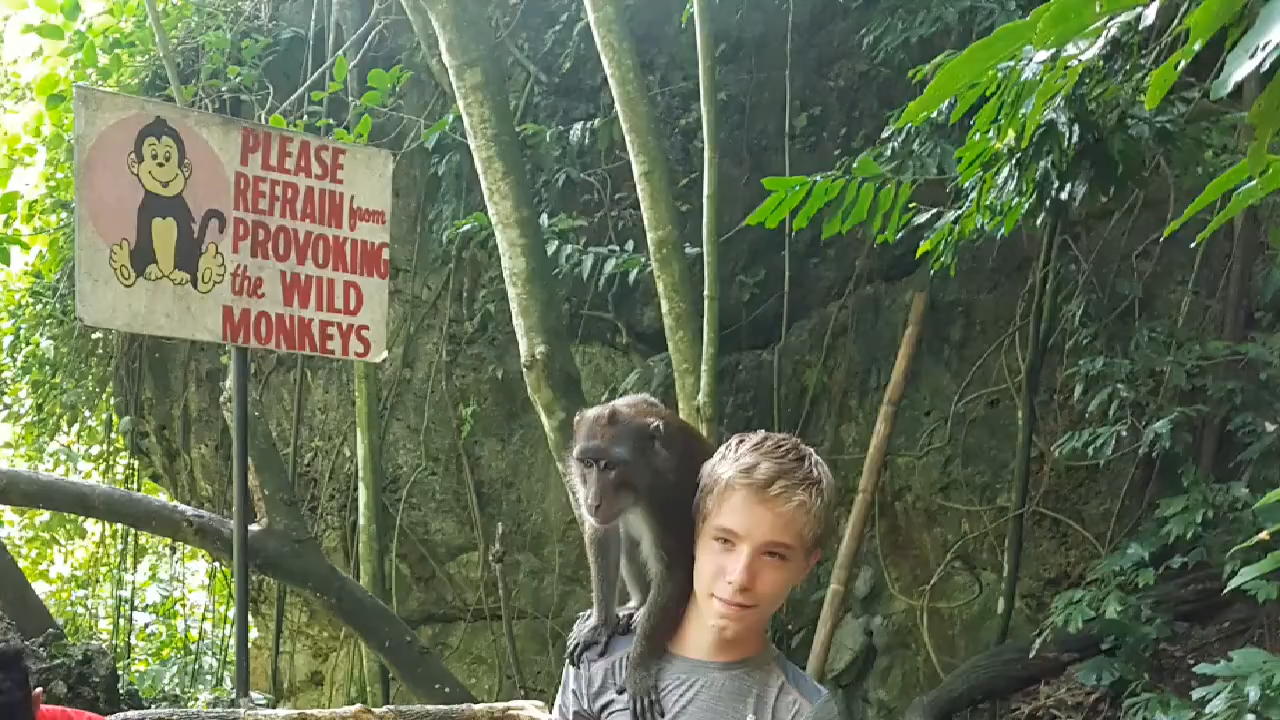 PLEASE
REFRAIN from
PROVOKING
the WILD
MONKEYS